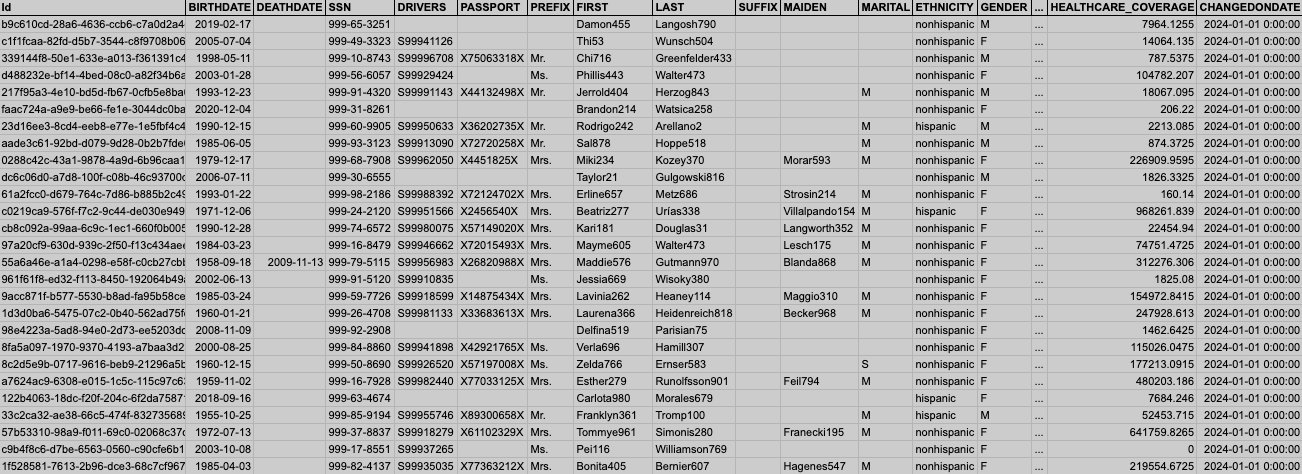 Id BIRTHDATE DEATHDATE SSN DRIVERS PASSPORT PREFIX FIRST LAST SUFFIX MAIDEN MARITAL ETHNICITY GENDER ... HEALTHCARE_COVERAGE CHANGEDONDATE
b9c610cd-28a6-4636-ccb6-c7a0d2a4 2019-02-17 999-65-3251 Damon455 Langosh790 nonhispanic M 7964.1255 2024-01-01 0:00:00
c1f1fcaa-82fd-d5b7-3544-c8f9708b06 2005-07-04 999-49-3323 S99941126 Thi53 Wunsch504 nonhispanic F 14064.135 2024-01-01 0:00:00
339144f8-50e1-633e-a013-f361391c4 1998-05-11 999-10-8743 S99996708 X75063318X Mr. Chi716 Greenfelder433 nonhispanic M 787.5375 2024-01-01 0:00:00
d488232e-bf14-4bed-08c0-a82f34b6a 2003-01-28 999-56-6057 S99929424 Ms. Phillis443 Walter473 nonhispanic F 104782.207 2024-01-01 0:00:00
217f95a3-4e10-bd5d-fb67-0cfb5e8ba 1993-12-23 999-91-4320 S99991143 X44132498X Mr. Jerrold404 Herzog843 M nonhispanic M 18067.095 2024-01-01 0:00:00
faac724a-a9e9-be66-fe1e-3044dc0ba 2020-12-04 999-31-8261 Brandon214 Watsica258 nonhispanic F 206.22 2024-01-01 0:00:00
23d16ee3-8cd4-eeb8-e77e-1e5fbf4c4 1990-12-15 999-60-9905 S99950633 X36202735X Mr. Rodrigo242 Arellano2 M hispanic M 2213.085 2024-01-01 0:00:00
aade3c61-92bd-d079-9d28-0b2b7fde 1985-06-05 999-93-3123 S99913090 X72720258X Mr. Sal878 Hoppe518 M nonhispanic M 874.3725 2024-01-01 0:00:00
0288c42c-43a1-9878-4a9d-6b96caa1 1979-12-17 999-68-7908 S99962050 X4451825X Mrs. Miki234 Kozey370 Morar593 M nonhispanic F 226909.9595 2024-01-01 0:00:00
dc6c06d0-a7d8-100f-c08b-46c93700c 2006-07-11 999-30-6555 Taylor21 Gulgowski816 nonhispanic M 1826.3325 2024-01-01 0:00:00
61a2fcc0-d679-764c-7d86-b885b2c49 1993-01-22 999-98-2186 S99988392 X72124702X Mrs. Erline657 Metz686 Strosin214 M nonhispanic F 160.14 2024-01-01 0:00:00
c0219ca9-576f-f7c2-9c44-de030e949 1971-12-06 999-24-2120 S99951566 X2456540X Mrs. Beatriz277 Urías338 Villalpando154 M hispanic F 968261.839 2024-01-01 0:00:00
cb8c092a-99aa-6c9c-1ec1-660f0b005 1990-12-28 999-74-6572 S99980075 X57149020X Mrs. Kari181 Douglas31 Langworth352 M nonhispanic F 22454.94 2024-01-01 0:00:00
97a20cf9-630d-939c-2f50-f13c434aee 1984-03-23 999-16-8479 S99946662 X72015493X Mrs. Mayme605 Walter473 Lesch175 M nonhispanic F 74751.4725 2024-01-01 0:00:00
55a6a46e-a1a4-0298-e58f-c0cb27cbb 1958-09-18 2009-11-13 999-79-5115 S99956983 X26820988X Mrs. Maddie576 Gutmann970 Blanda868 M nonhispanic F 312276.306 2024-01-01 0:00:00
961f61f8-ed32-f113-8450-192064b49 2002-06-13 999-91-5120 S99910835 Ms. Jessia669 Wisoky380 nonhispanic F 1825.08 2024-01-01 0:00:00
9acc871f-b577-5530-b8ad-fa95b58ce 1985-03-24 999-59-7726 S99918599 X14875434X Mrs. Lavinia262 Heaney114 Maggio310 M nonhispanic F 154972.8415 2024-01-01 0:00:00
1d3d0ba6-5475-07c2-0b40-562ad75f 1960-01-21 999-26-4708 S99981133 X33683613X Mrs. Laurena366 Heidenreich818 Becker968 M nonhispanic F 247928.613 2024-01-01 0:00:00
98e4223a-5ad8-94e0-2d73-ee5203dc 2008-11-09 999-92-2908 Delfina519 Parisian75 nonhispanic F 1462.6425 2024-01-01 0:00:00
8fa5a097-1970-9370-4193-a7baa3d2 2000-08-25 999-84-8860 S99941898 X42921765X Ms. Verla696 Hamill307 nonhispanic F 115026.0475 2024-01-01 0:00:00
8c2d5e9b-0717-9616-beb9-21296a5b 1960-12-15 999-50-8690 S99926520 X57197008X Ms. Zelda766 Ernser583 S nonhispanic F 177213.0915 2024-01-01 0:00:00
a7624ac9-6308-e015-1c5c-115c97c6 1959-11-02 999-16-7928 S99982440 X77033125X Mrs. Esther279 Runolfsson901 Feil794 M nonhispanic F 480203.186 2024-01-01 0:00:00
122b4063-18dc-f20f-204c-6f2da7587 2018-09-16 999-63-4674 Carlota980 Morales679 hispanic F 7684.246 2024-01-01 0:00:00
33c2ca32-ae38-66c5-474f-832735689 1955-10-25 999-85-9194 S99955746 X89300658X Mr. Franklyn361 Tromp100 M hispanic M 52453.715 2024-01-01 0:00:00
57b53310-98a9-f011-69c0-02068c37c 1972-07-13 999-37-8837 S99918279 X61102329X Mrs. Tommye961 Simonis280 Franecki195 M nonhispanic F 641759.8265 2024-01-01 0:00:00
c9b4f8c6-d7be-6563-0560-c90cfe6b1 2003-10-08 999-17-8551 S99937265 Ms. Pei116 Williamson769 nonhispanic F 0 2024-01-01 0:00:00
1f528581-7613-2b96-dce3-68c7cf967 1985-04-03 999-82-4137 S99935035 X77363212X Mrs. Bonita405 Bernier607 Hagenes547 M nonhispanic F 219554.6725 2024-01-01 0:00:00